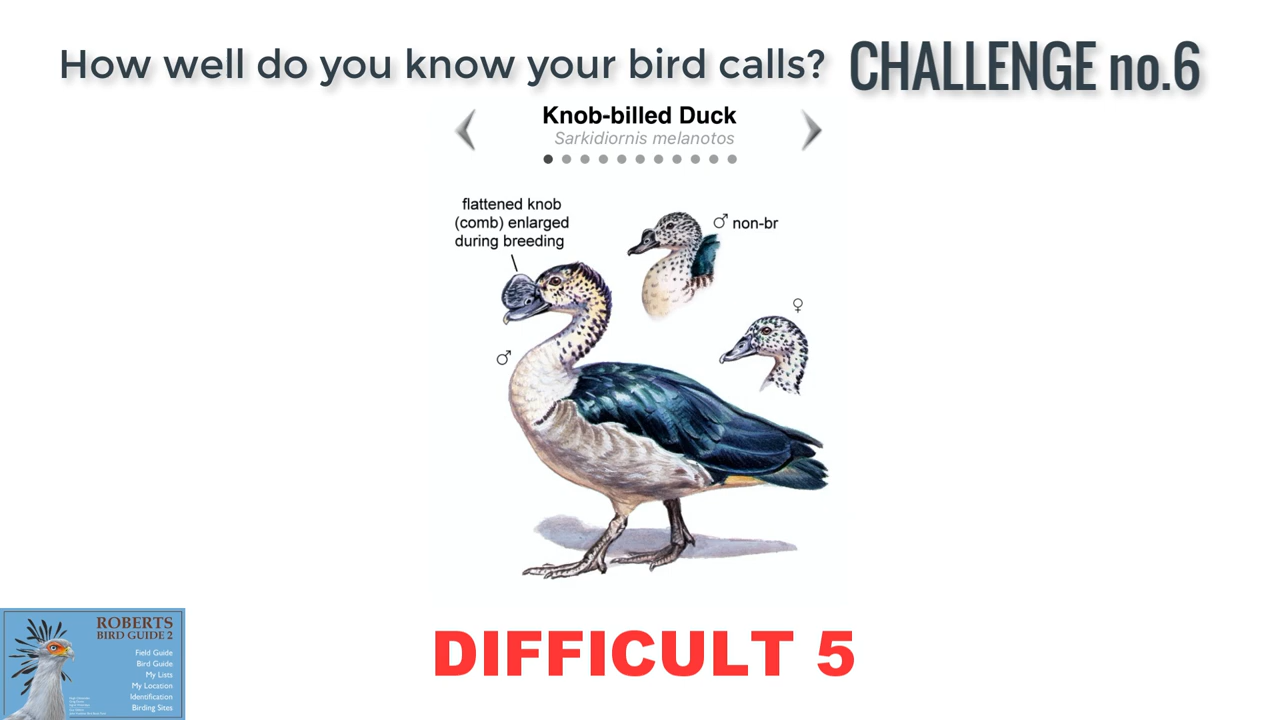 How well do you know your bird calls? CHALLENGE no.6
Knob-billed Duck
Sarkidiornis melanotos
flattened knob
(comb) enlarged
during breeding
♂ non-br
♀
♂
DIFFICULT 5
ROBERTS
BIRD GUIDE 2
Field Guide
Bird Guide
My Lists
My Location
Identification
Birding Sites